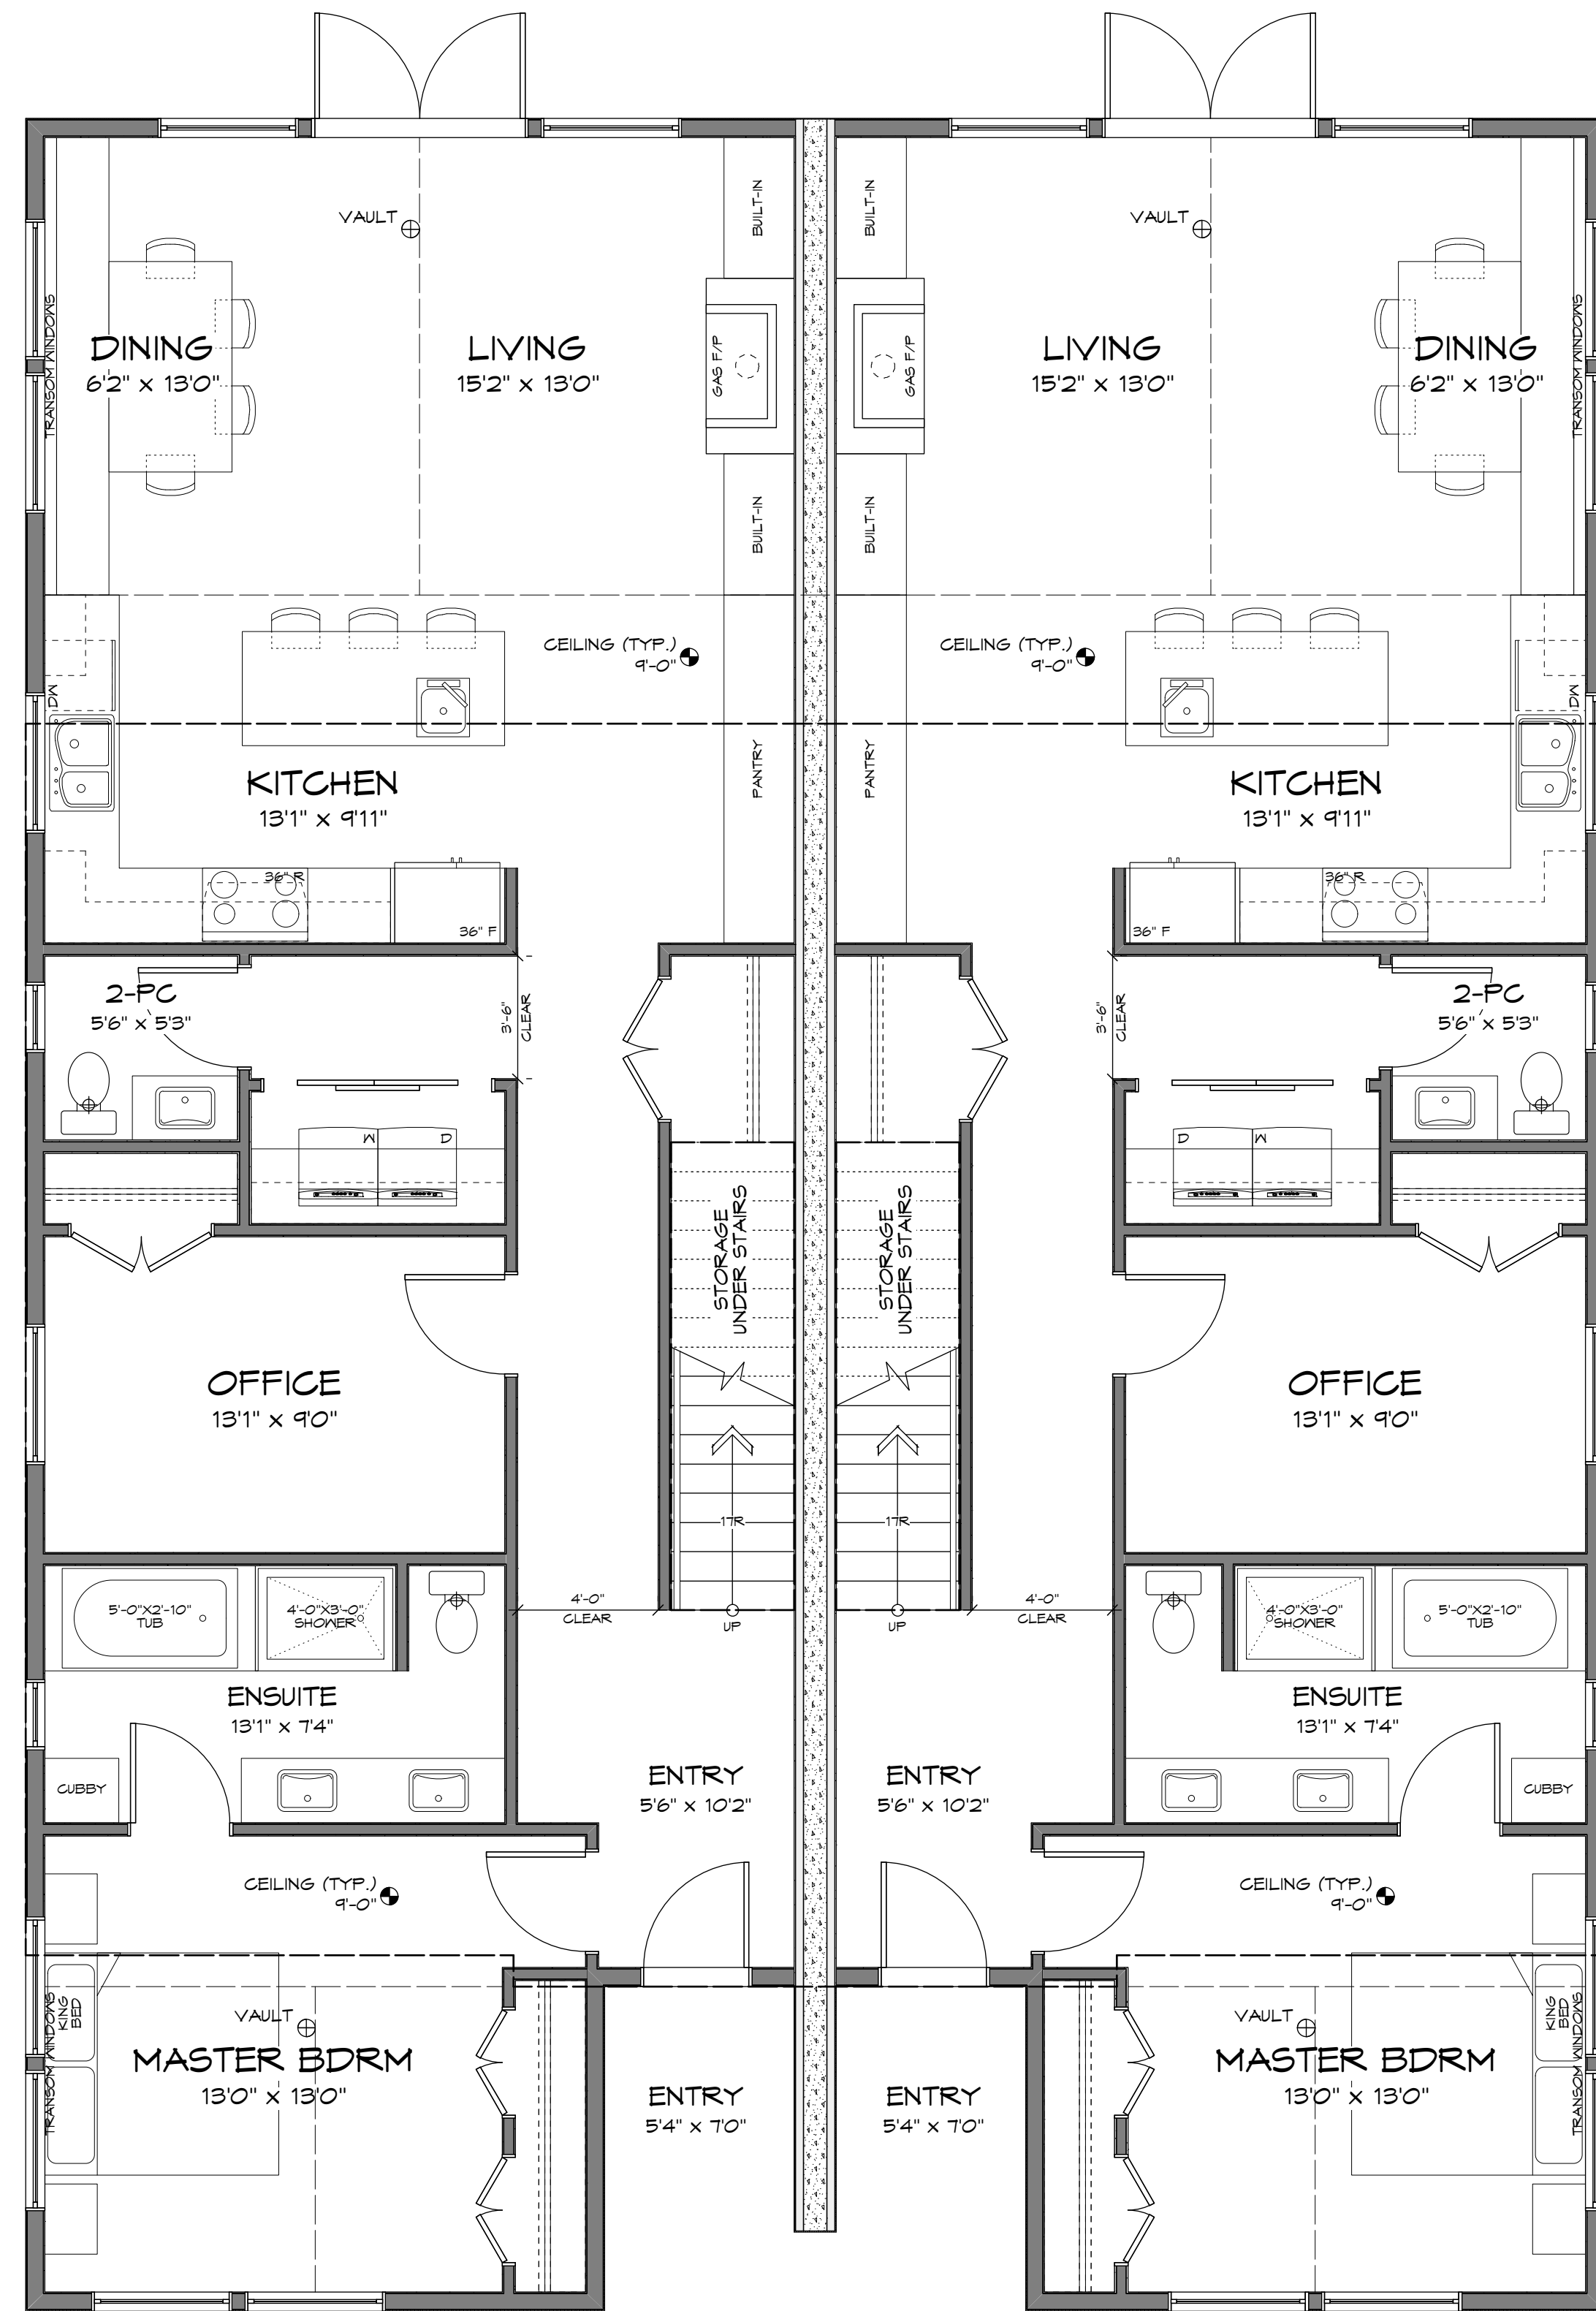 VAULT
BUILT-IN
BUILT-IN
VAULT
TRANSOM WINDOWS
DINING
6'2" x 13'0"
LIVING
15'2" x 13'0"
GAS F/P
GAS F/P
LIVING
15'2" x 13'0"
DINING
6'2" x 13'0"
TRANSOM WINDOWS
BUILT-IN
BUILT-IN
CEILING (TYP.)
9'-0"
CEILING (TYP.)
9'-0"
DW
DW
KITCHEN
13'1" x 9'11"
PANTRY
PANTRY
KITCHEN
13'1" x 9'11"
36" R
36" F
36" F
36" R
2-PC
5'6" x 5'3"
3'-6"
CLEAR
3'-6"
CLEAR
2-PC
5'6" x 5'3"
W
D
D
W
STORAGE
UNDER STAIRS
STORAGE
UNDER STAIRS
OFFICE
13'1" x 9'0"
OFFICE
13'1" x 9'0"
17R
17R
5'-0"X2'-10"
TUB
4'-0"X3'-0"
SHOWER
4'-0"
CLEAR
UP
UP
4'-0"
CLEAR
4'-0"X3'-0"
SHOWER
5'-0"X2'-10"
TUB
ENSUITE
13'1" x 7'4"
ENSUITE
13'1" x 7'4"
CUBBY
ENTRY
5'6" x 10'2"
ENTRY
5'6" x 10'2"
CUBBY
CEILING (TYP.)
9'-0"
CEILING (TYP.)
9'-0"
TRANSOM WINDOWS
KING
BED
VAULT
MASTER BDRM
13'0" x 13'0"
ENTRY
5'4" x 7'0"
ENTRY
5'4" x 7'0"
VAULT
MASTER BDRM
13'0" x 13'0"
KING
BED
TRANSOM WINDOWS